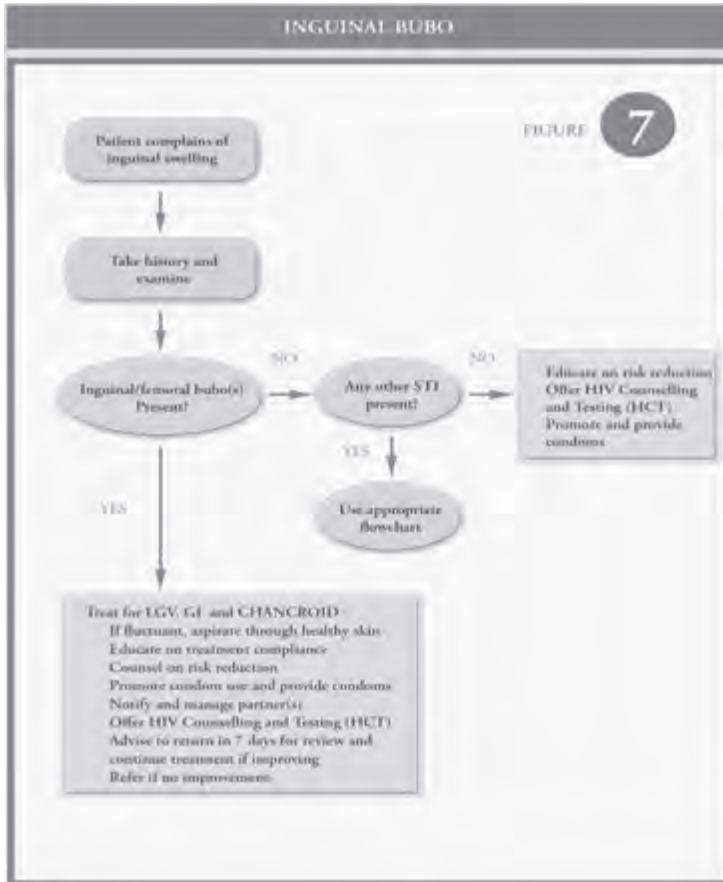 INGUINAL BUBO
FIGURE 7
Patient complains of
inguinal swelling
Take history and
examine
Inguinal/femoral bubo(s)
Present?
NO
Any other STI
present?
NO
Educate on risk reduction
Offer HIV Counselling
and Testing (HCT)
Promote and provide
condoms
YES
Use appropriate
flowchart
YES
Treat for LGV, GI and CHANCROID
If fluctuant, aspirate through healthy skin
Educate on treatment compliance
Counsel on risk reduction
Promote condom use and provide condoms
Notify and manage partner(s)
Offer HIV Counselling and Testing (HCT)
Advise to return in 7 days for review and
continue treatment if improving
Refer if no improvement